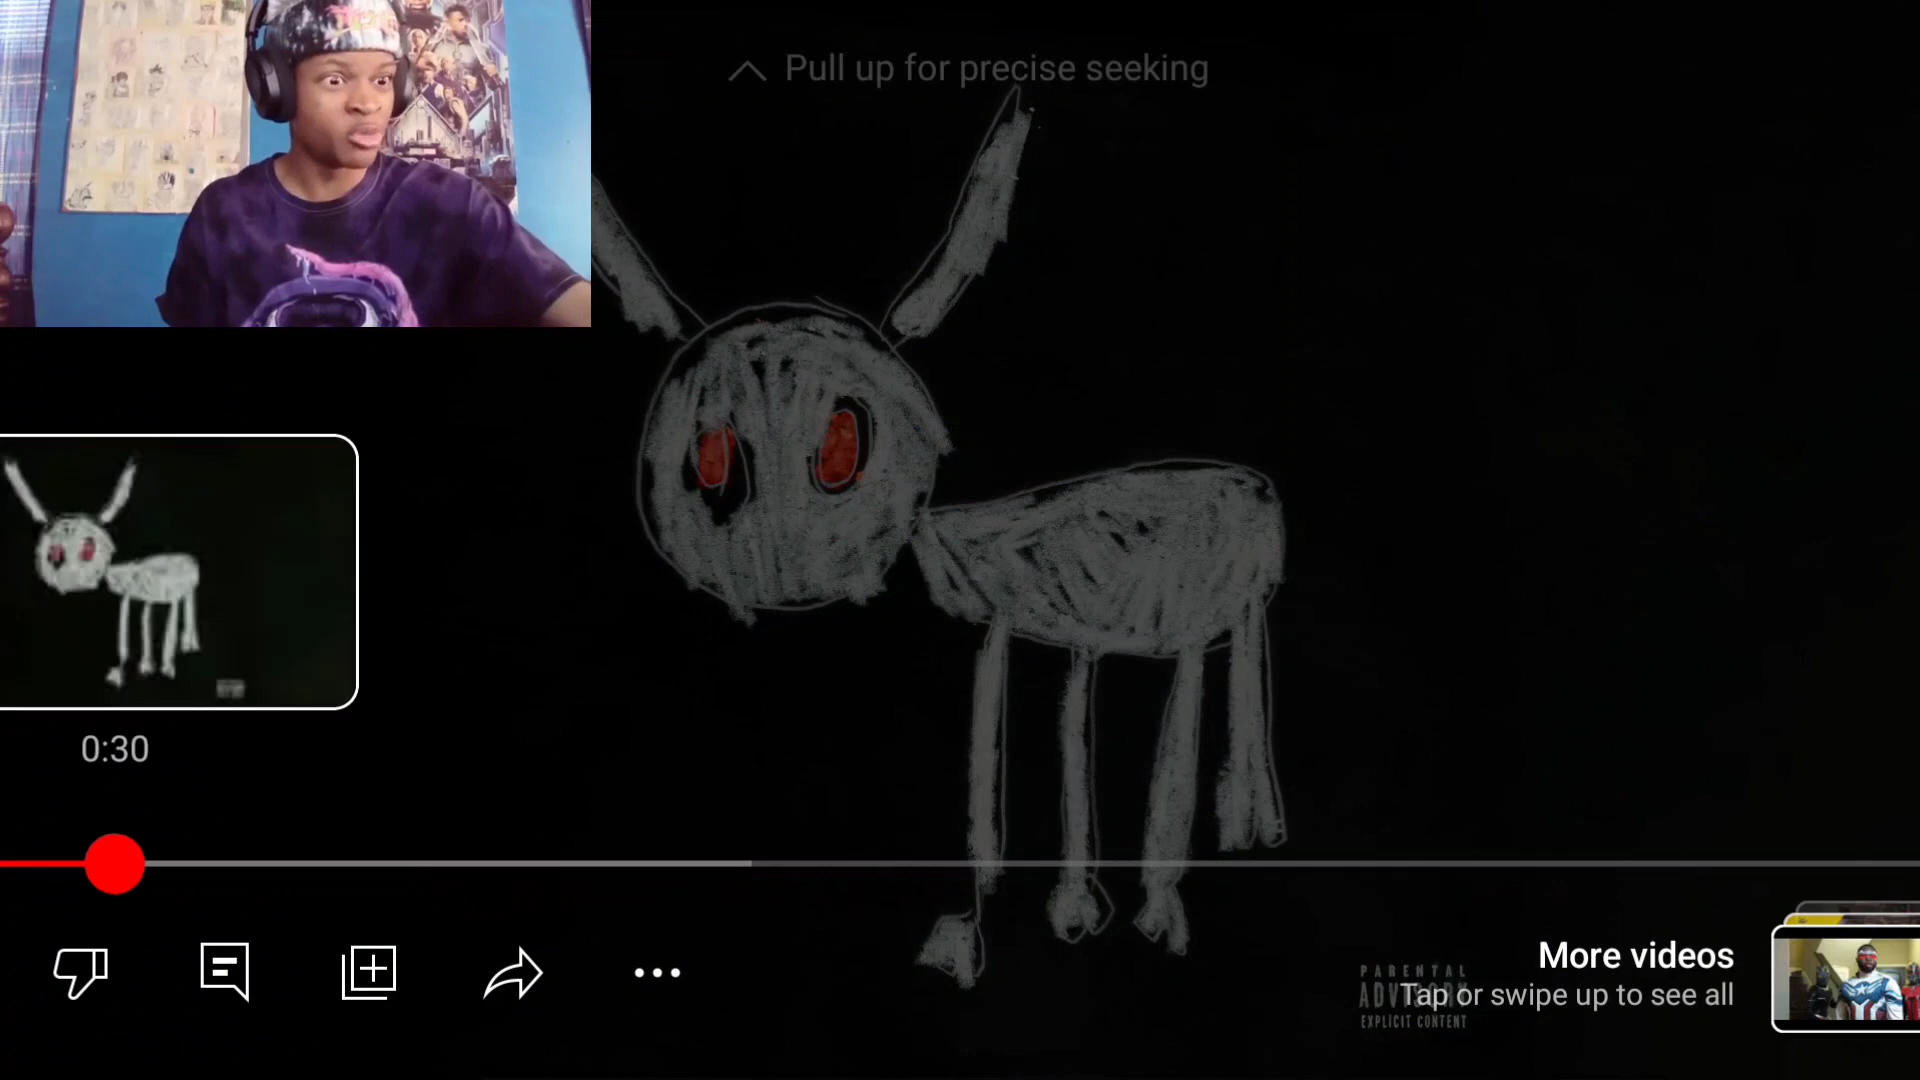 Pull up for precise seeking
0:30
More videos
Tap or swipe up to see all
PARENTAL
ADVISORY
EXPLICIT CONTENT